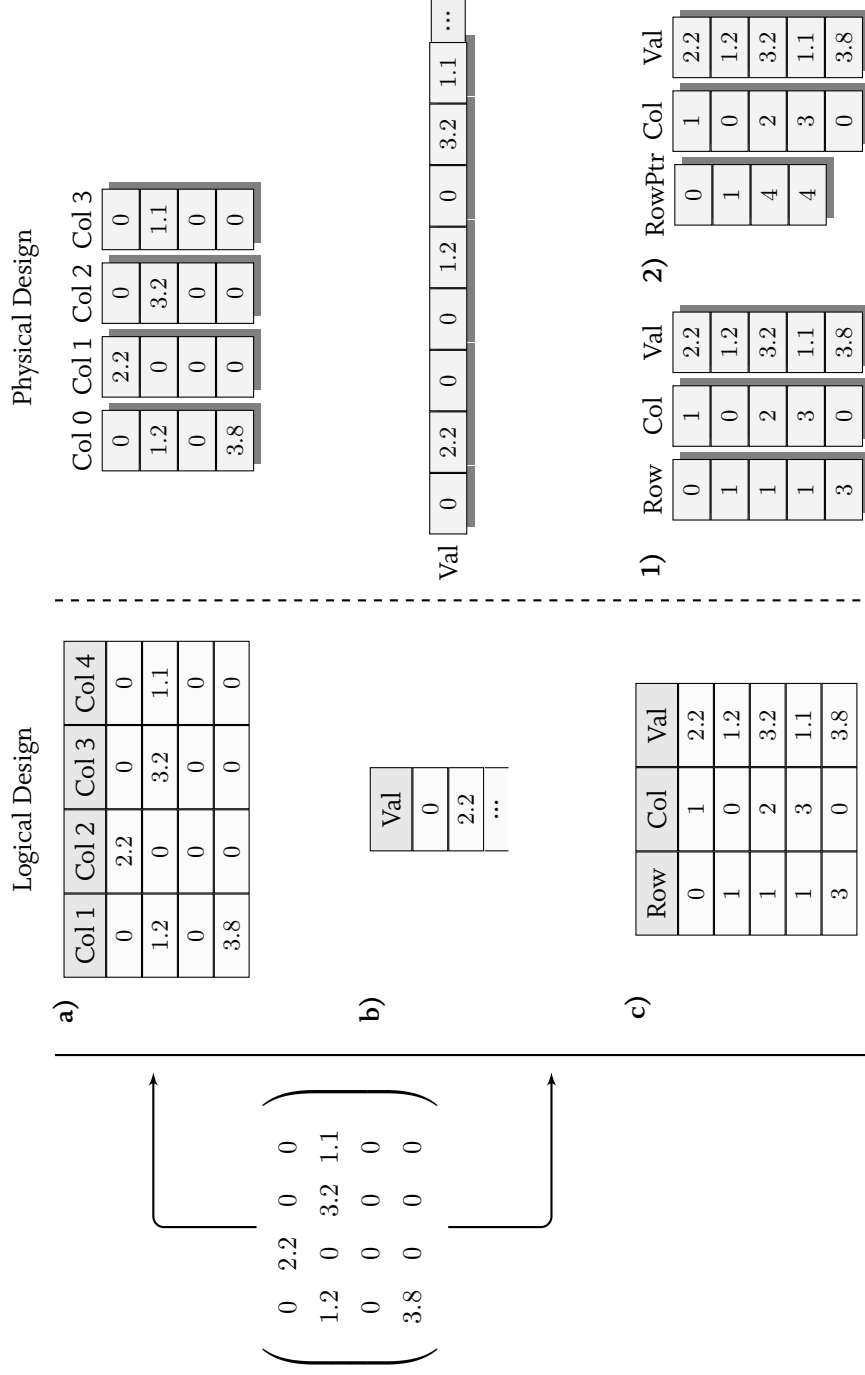 Logical Design
Physical Design
0 2.2 0 0
1.2 0 3.2 1.1
0 0 0 0
3.8 0 0 0
a)
Col 1 Col 2 Col 3 Col 4
0 2.2 0 0
1.2 0 3.2 1.1
0 0 0 0
3.8 0 0 0
Col 0 Col 1 Col 2 Col 3
0 2.2 0 0
1.2 0 3.2 1.1
0 0 0 0
3.8 0 0 0
b)
Val
0
2.2
...
Val 0 2.2 0 0 1.2 0 3.2 1.1 ...
c)
Row Col Val
0 1 2.2
1 0 1.2
1 2 3.2
1 3 1.1
3 0 3.8
1)
Row Col Val
0 1 2.2
1 0 1.2
1 2 3.2
1 3 1.1
3 0 3.8
2)
RowPtr Col Val
0 1 2.2
1 0 1.2
4 2 3.2
4 3 1.1
0 3.8